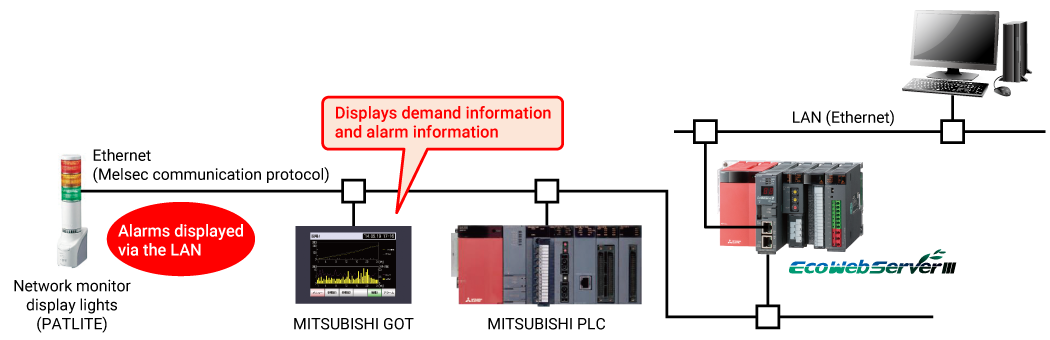 Displays demand information
and alarm information
LAN (Ethernet)
Ethernet
(Melsec communication protocol)
Alarms displayed
via the LAN
EcoWebServerIII
Network monitor
display lights
(PATLITE)
MITSUBISHI GOT
MITSUBISHI PLC